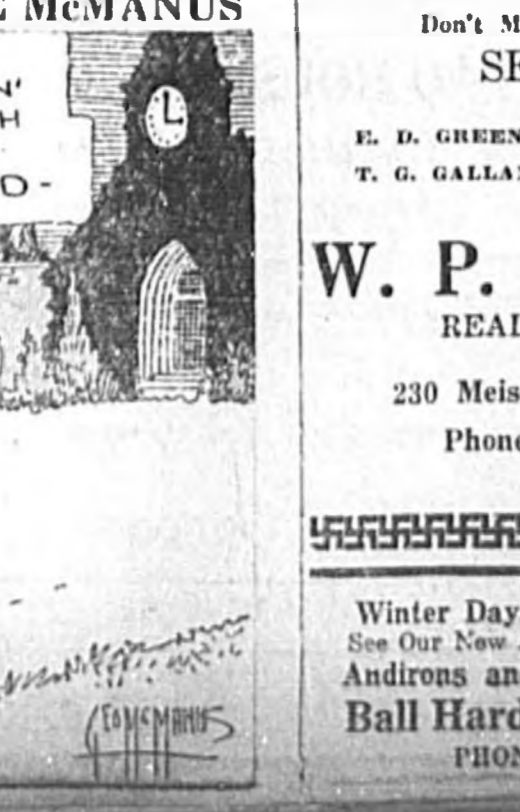 McMANUS
N'
H
D-
GEO McMANUS
Don't M
SE
E. D. GREEN
T. G. GALLA
W. P.
REAL
230 Meis
Phone
Winter Day
See Our New
Andirons an
Ball Hard
PHON